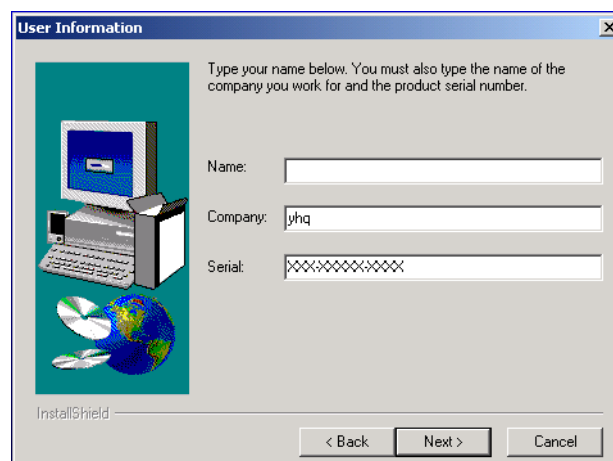 User Information
Type your name below. You must also type the name of the
company you work for and the product serial number.
Name:
Company: yhq
Serial: XXX-XXXXX-XXXX
InstallShield
< Back Next > Cancel